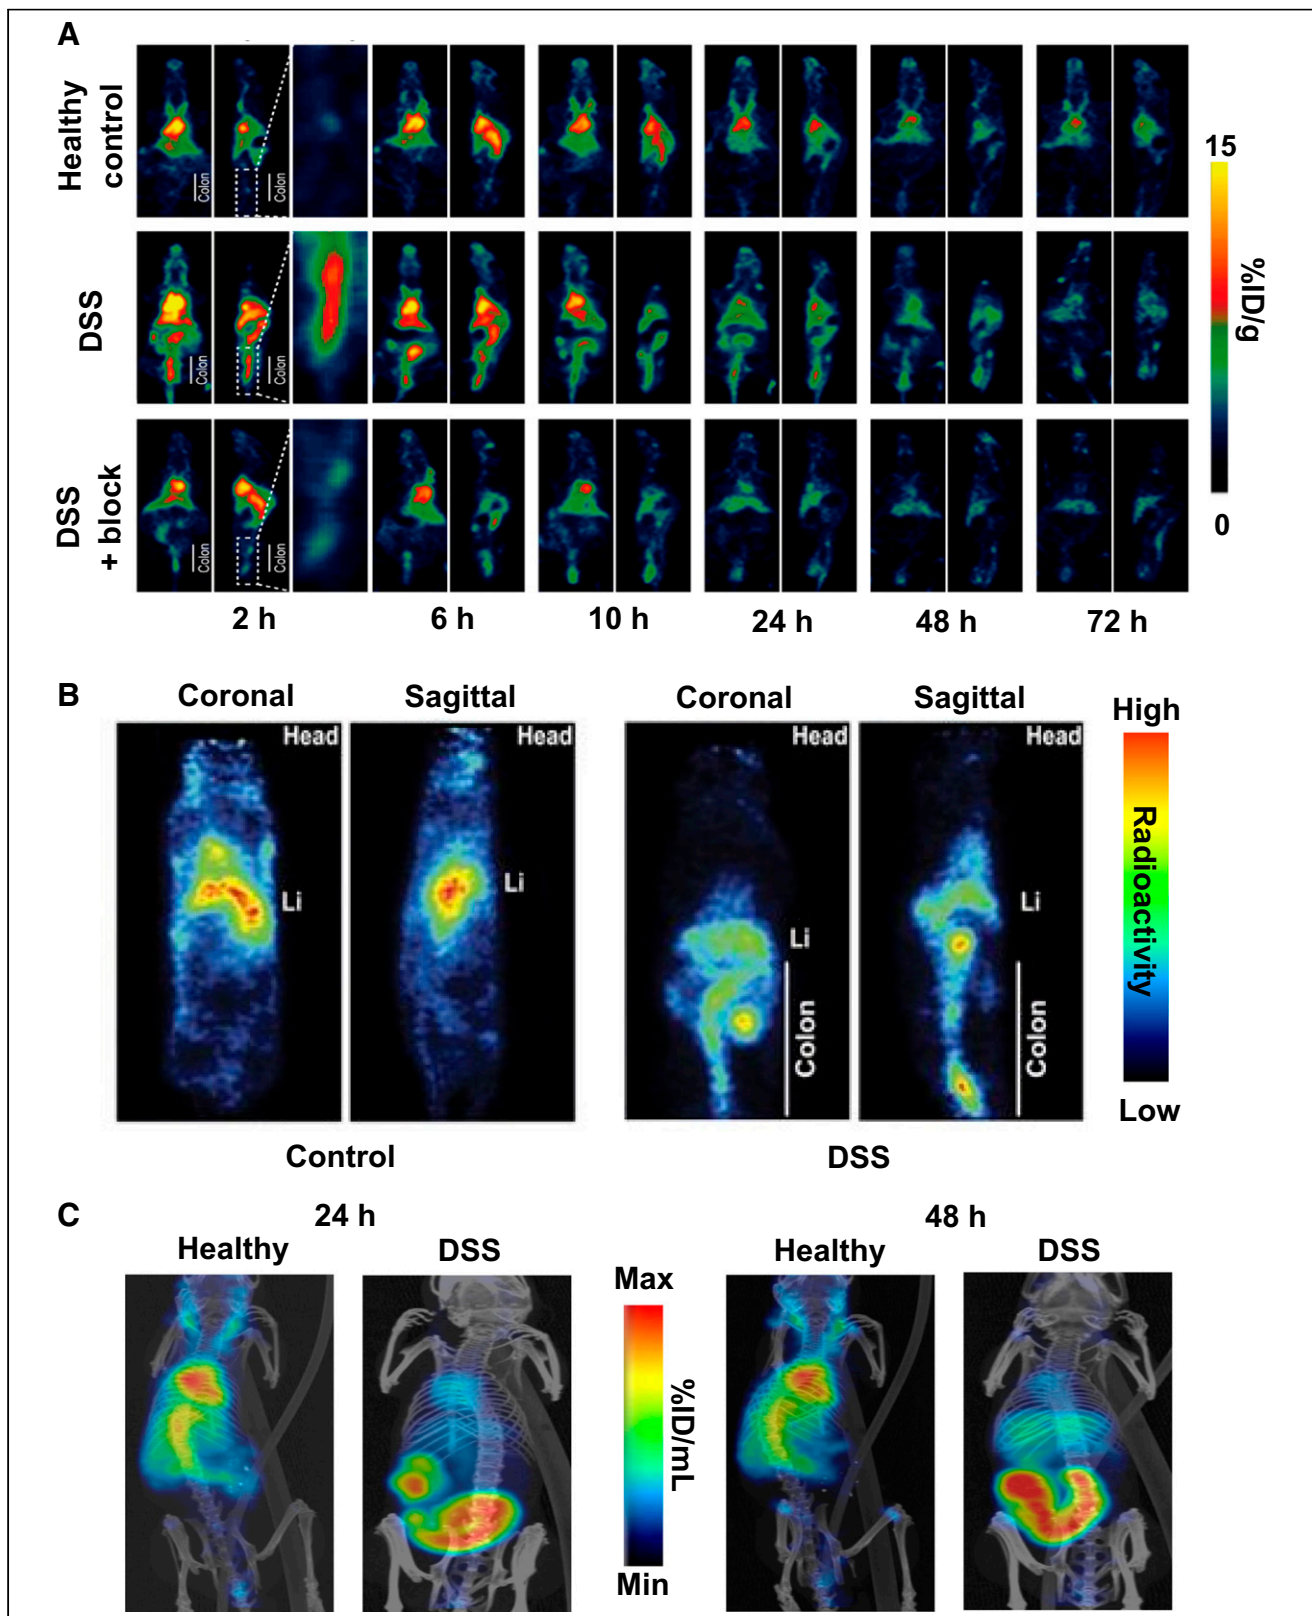 A
Healthy
control
Colon
Colon
15
%ID/g
0
DSS
Colon
Colon
DSS
+ block
Colon
Colon
2 h
6 h
10 h
24 h
48 h
72 h
B
Coronal
Sagittal
Coronal
Sagittal
High
Head
Head
Head
Head
Radioactivity
Li
Li
Li
Li
Colon
Colon
Low
Control
DSS
C
24 h
48 h
Healthy
DSS
Healthy
DSS
Max
%ID/mL
Min